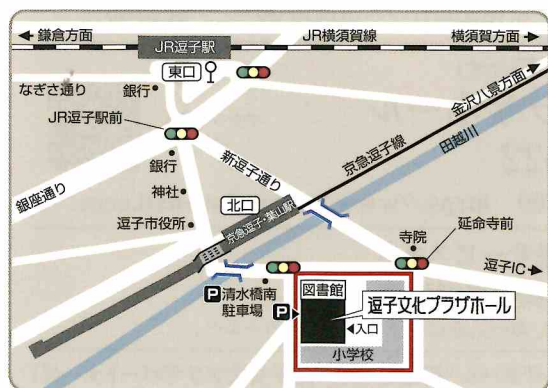 鎌倉方面
JR横須賀線
横須賀方面
JR逗子駅
東口
なぎさ通り
銀行
JR逗子駅前
金沢八景方面
京急逗子線
田越川
新逗子通り
銀行
銀座通り
神社
北口
逗子市役所
京急逗子・葉山駅
寺院
延命寺前
逗子IC
P清水橋南
駐車場
P
図書館
逗子文化プラザホール
入口
小学校